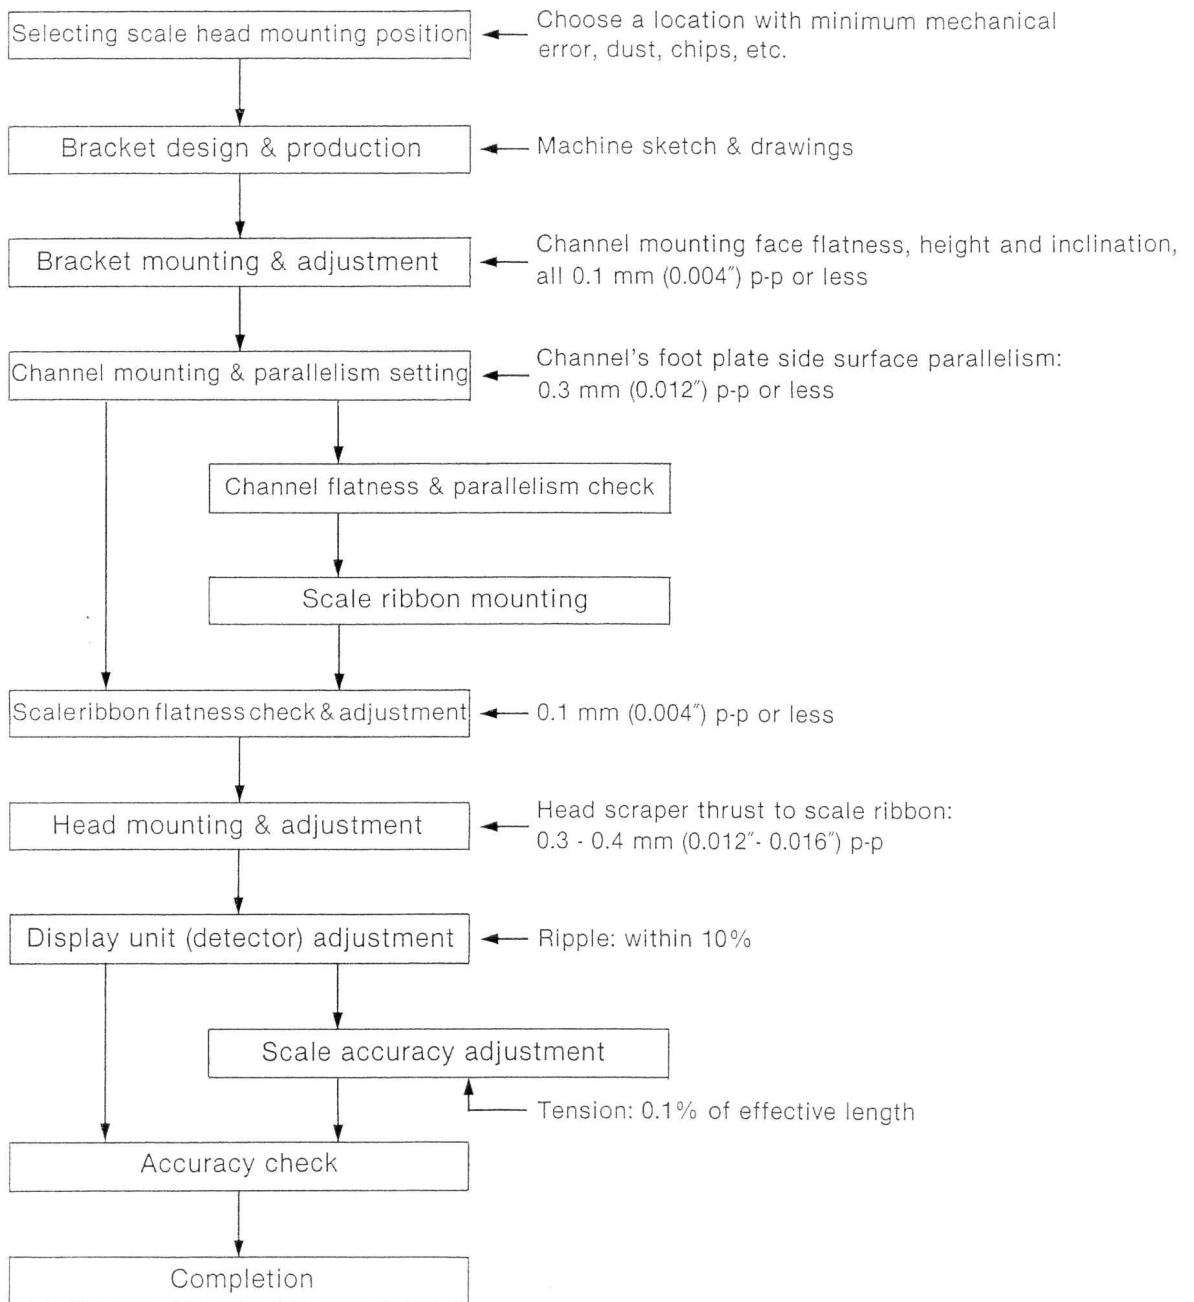 Selecting scale head mounting position
Choose a location with minimum mechanical
error, dust, chips, etc.
Bracket design & production
Machine sketch & drawings
Bracket mounting & adjustment
Channel mounting face flatness, height and inclination,
all 0.1 mm (0.004″) p-p or less
Channel mounting & parallelism setting
Channel's foot plate side surface parallelism:
0.3 mm (0.012″) p-p or less
Channel flatness & parallelism check
Scale ribbon mounting
Scale ribbon flatness check & adjustment
0.1 mm (0.004″) p-p or less
Head mounting & adjustment
Head scraper thrust to scale ribbon:
0.3 - 0.4 mm (0.012″- 0.016″) p-p
Display unit (detector) adjustment
Ripple: within 10%
Scale accuracy adjustment
Tension: 0.1% of effective length
Accuracy check
Completion